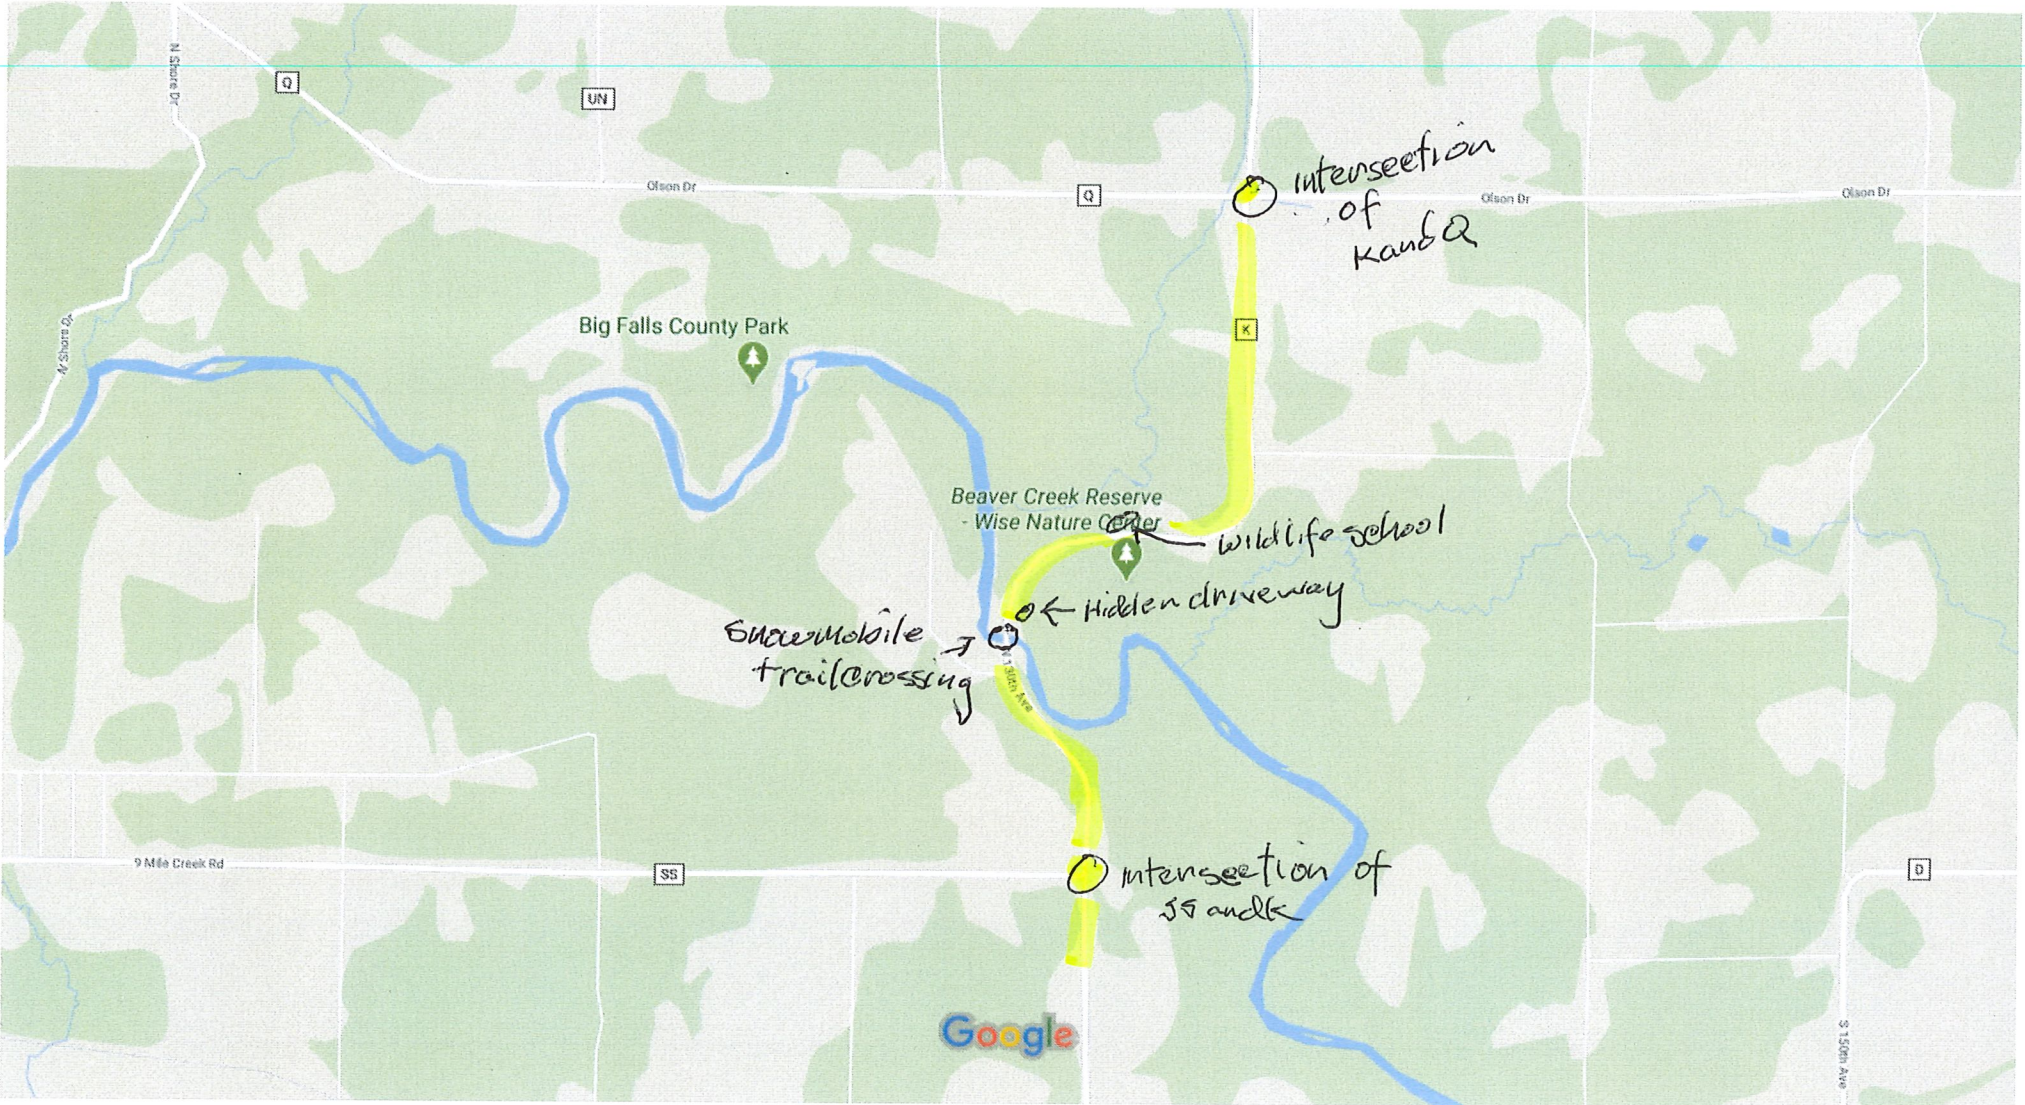 N Shore Dr
Q
UN
Intersection
of
K and Q
Olson Dr
Q
Olson Dr
Olson Dr
N Shore Dr
Big Falls County Park
K
Beaver Creek Reserve
- Wise Nature Center
Wildlife school
Hidden driveway
Snowmobile
trail crossing
N 130th Ave
9 Mile Creek Rd
SS
Intersection of
SS and K
D
Google
S 150th Ave